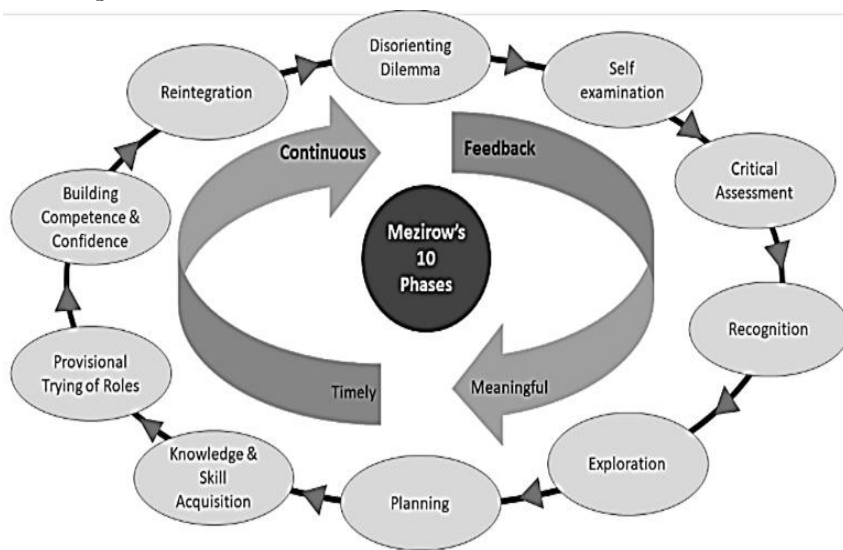 Disorienting
Dilemma
Self
examination
Critical
Assessment
Recognition
Exploration
Planning
Knowledge &
Skill
Acquisition
Provisional
Trying of Roles
Building
Competence &
Confidence
Reintegration
Continuous
Feedback
Meaningful
Timely
Mezirow's
10
Phases